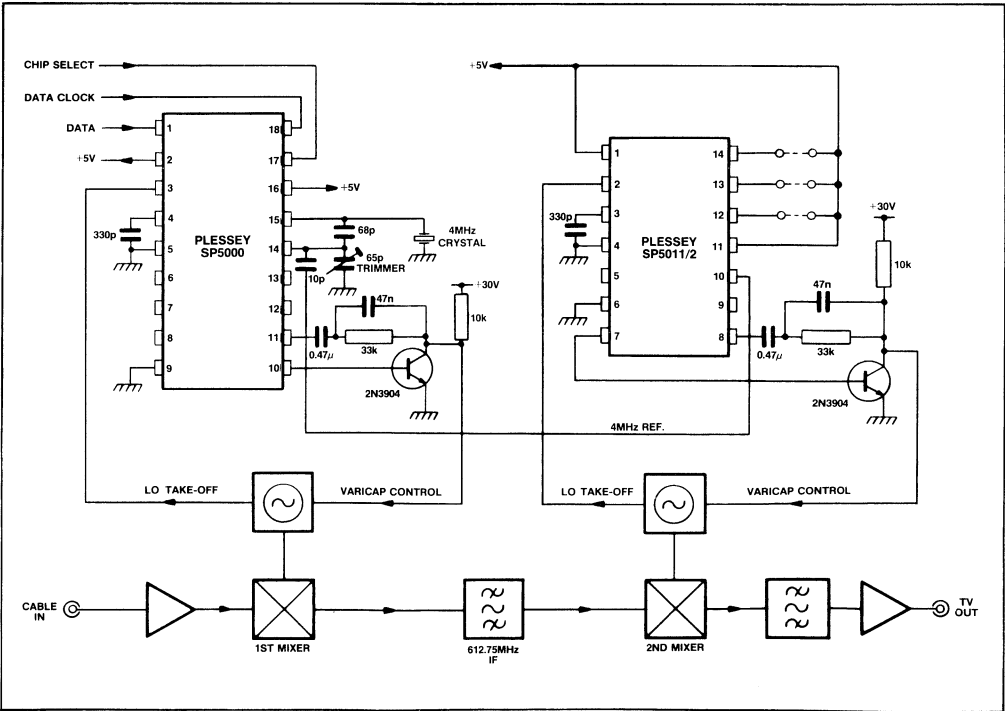 CHIP SELECT
DATA CLOCK
DATA
+5V
1
2
3
4
5
6
7
8
9
18
17
16
15
14
13
12
11
10
PLESSEY
SP5000
330p
+5V
68p
4MHz
CRYSTAL
65p
TRIMMER
10p
47n
0.47μ
33k
+30V
10k
2N3904
+5V
1
2
3
4
5
6
7
14
13
12
11
10
9
8
PLESSEY
SP5011/2
330p
+30V
10k
47n
0.47μ
33k
2N3904
4MHz REF.
LO TAKE-OFF
VARICAP CONTROL
LO TAKE-OFF
VARICAP CONTROL
CABLE
IN
1ST MIXER
612.75MHz
IF
2ND MIXER
TV
OUT